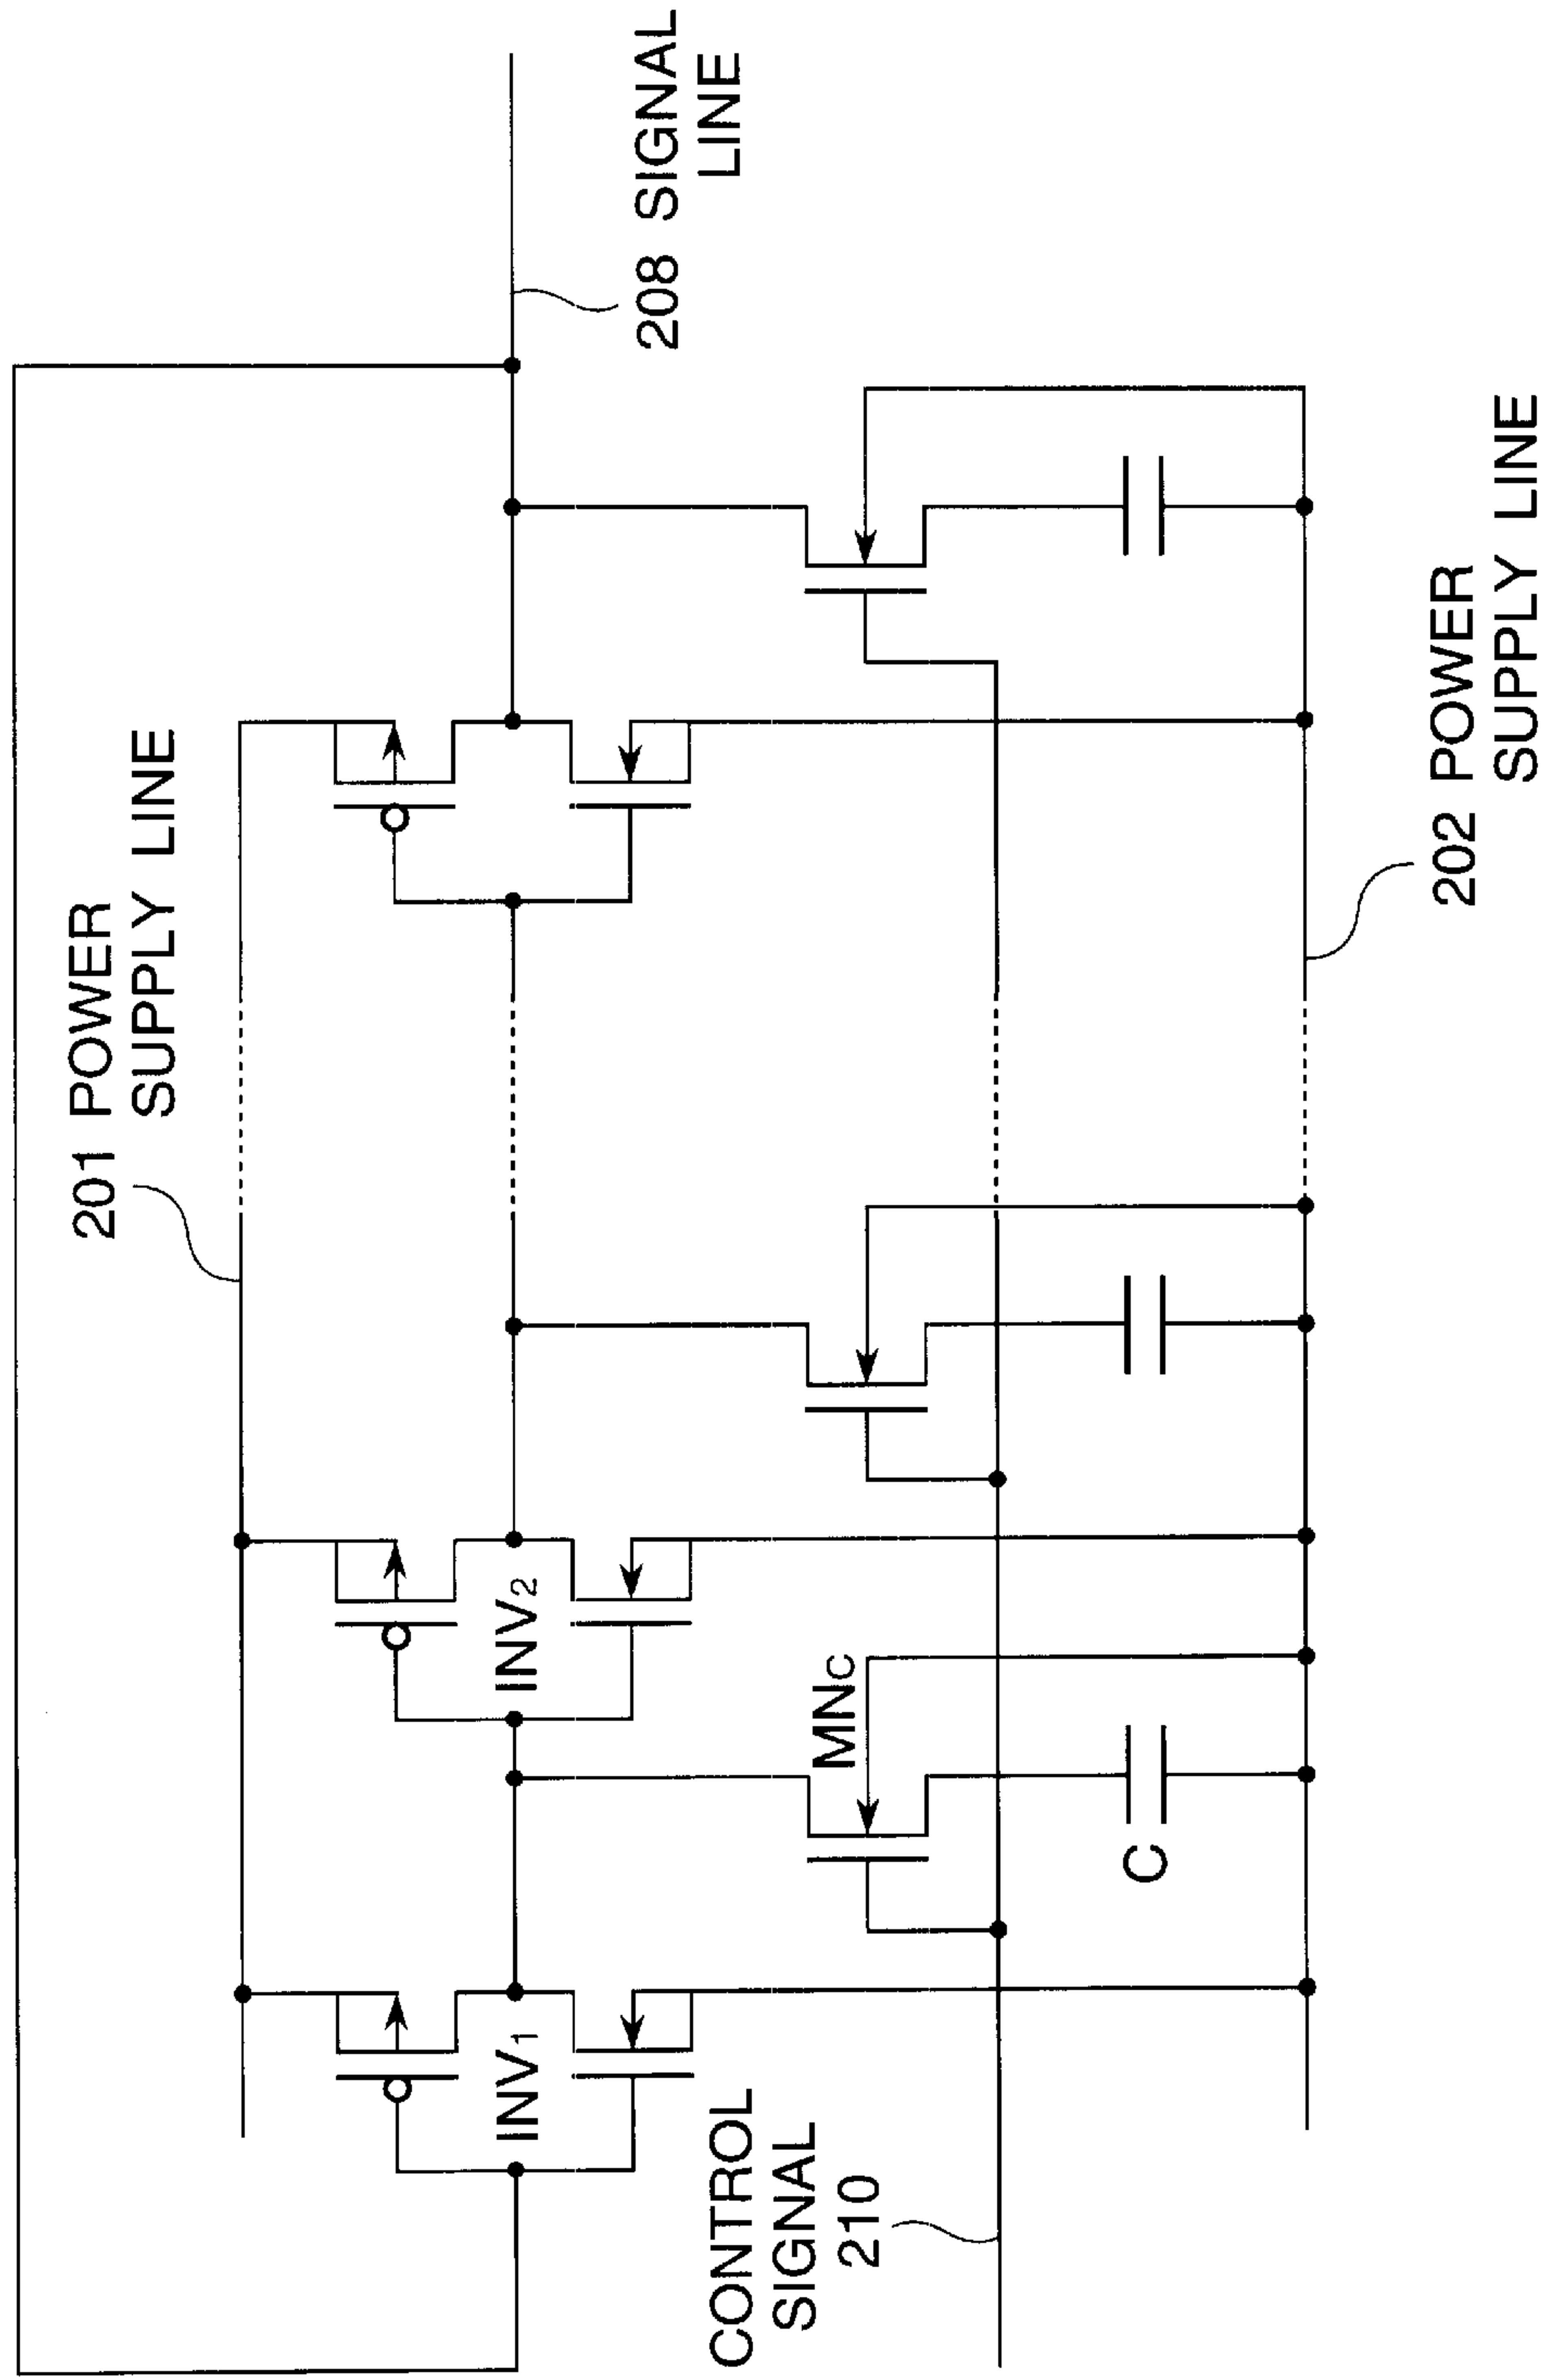 201 POWER
SUPPLY LINE
208 SIGNAL
LINE
INV1
INV2
MNC
C
CONTROL
SIGNAL
210
202 POWER
SUPPLY LINE